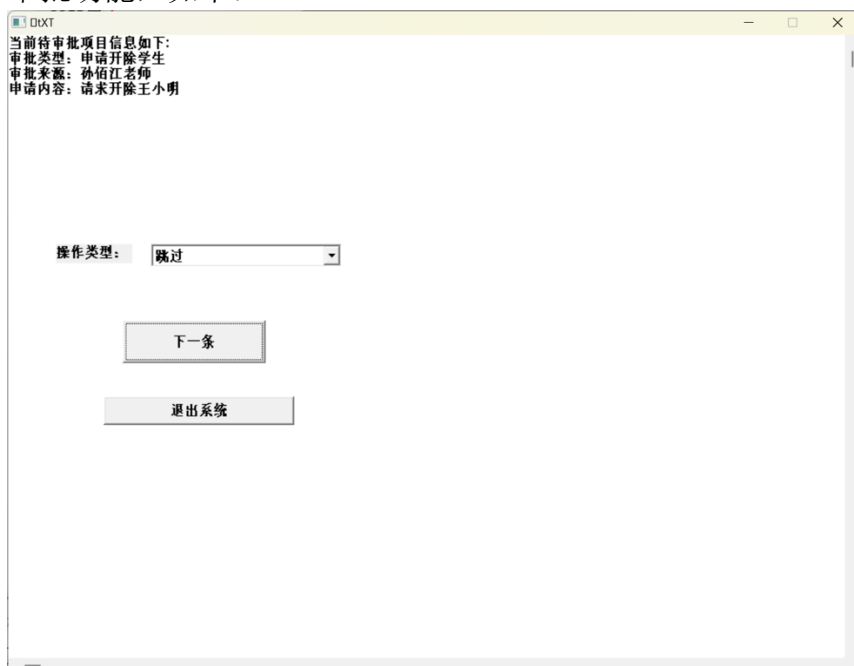 DtXT
当前待审批项目信息如下:
审批类型：申请开除学生
审批来源：孙佰江老师
申请内容：请求开除王小明
操作类型：
跳过
下一条
退出系统